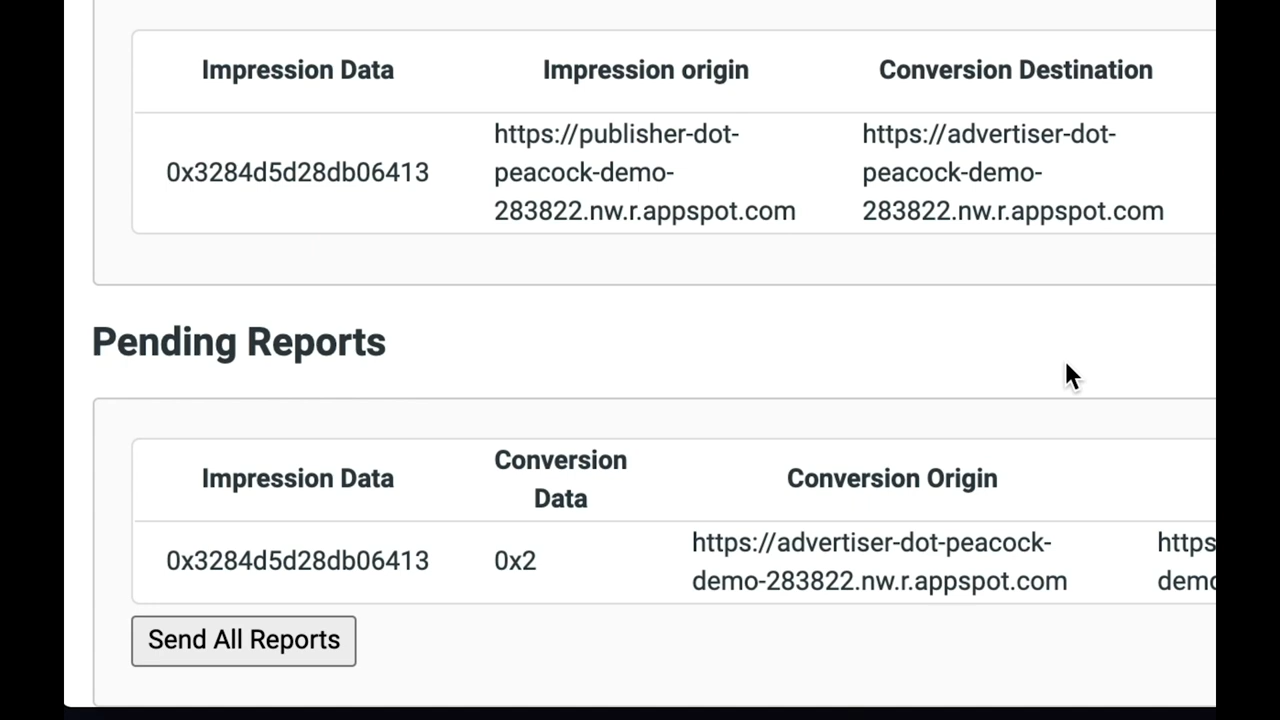 Impression Data Impression origin Conversion Destination
https://publisher-dot- https://advertiser-dot-
0x3284d5d28db06413 peacock-demo- peacock-demo-
283822.nw.r.appspot.com 283822.nw.r.appspot.com
Pending Reports
Impression Data Conversion Data Conversion Origin
0x3284d5d28db06413 0x2 https://advertiser-dot-peacock- https
demo-283822.nw.r.appspot.com demo
Send All Reports